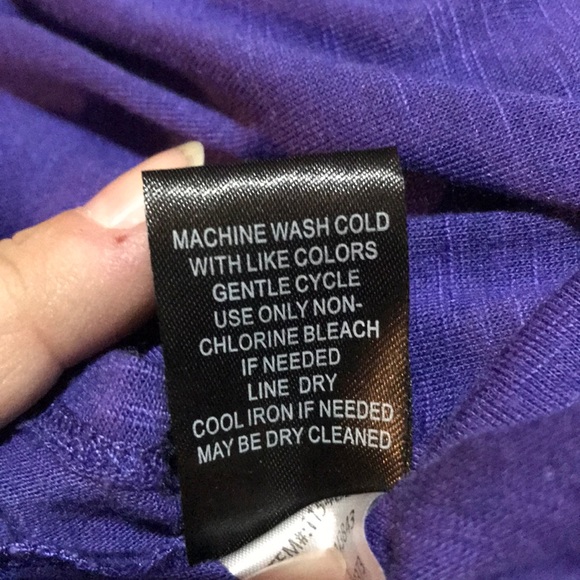 MACHINE WASH COLD
WITH LIKE COLORS
GENTLE CYCLE
USE ONLY NON-
CHLORINE BLEACH
IF NEEDED
LINE DRY
COOL IRON IF NEEDED
MAY BE DRY CLEANED